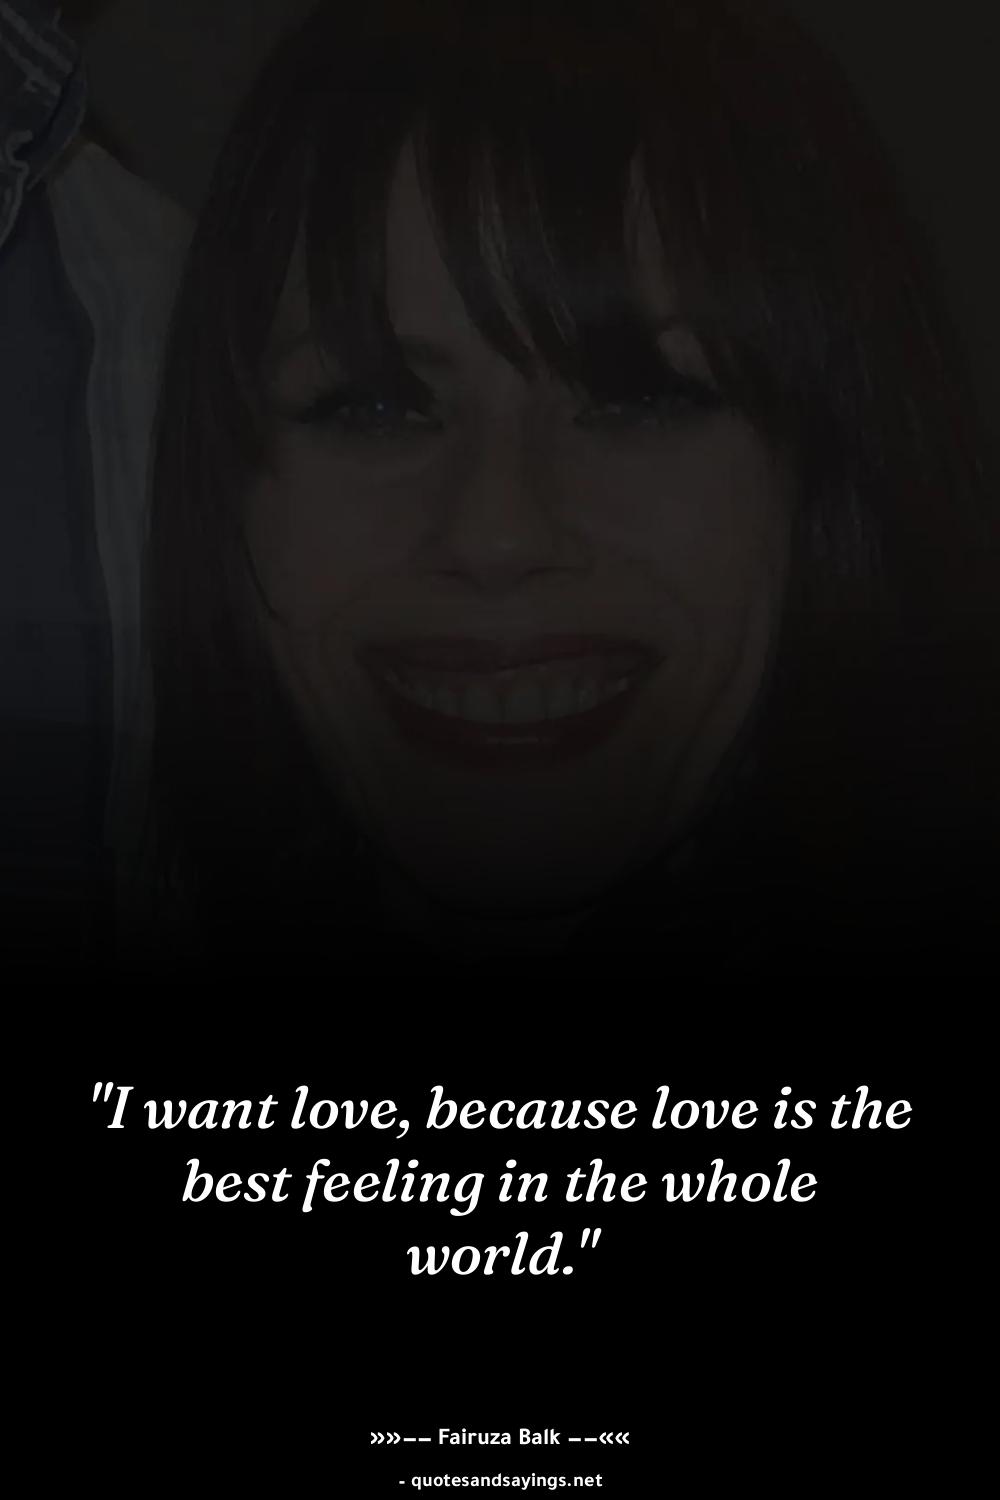 "I want love, because love is the
best feeling in the whole
world."
»»–– Fairuza Balk ––««
- quotesandsayings.net